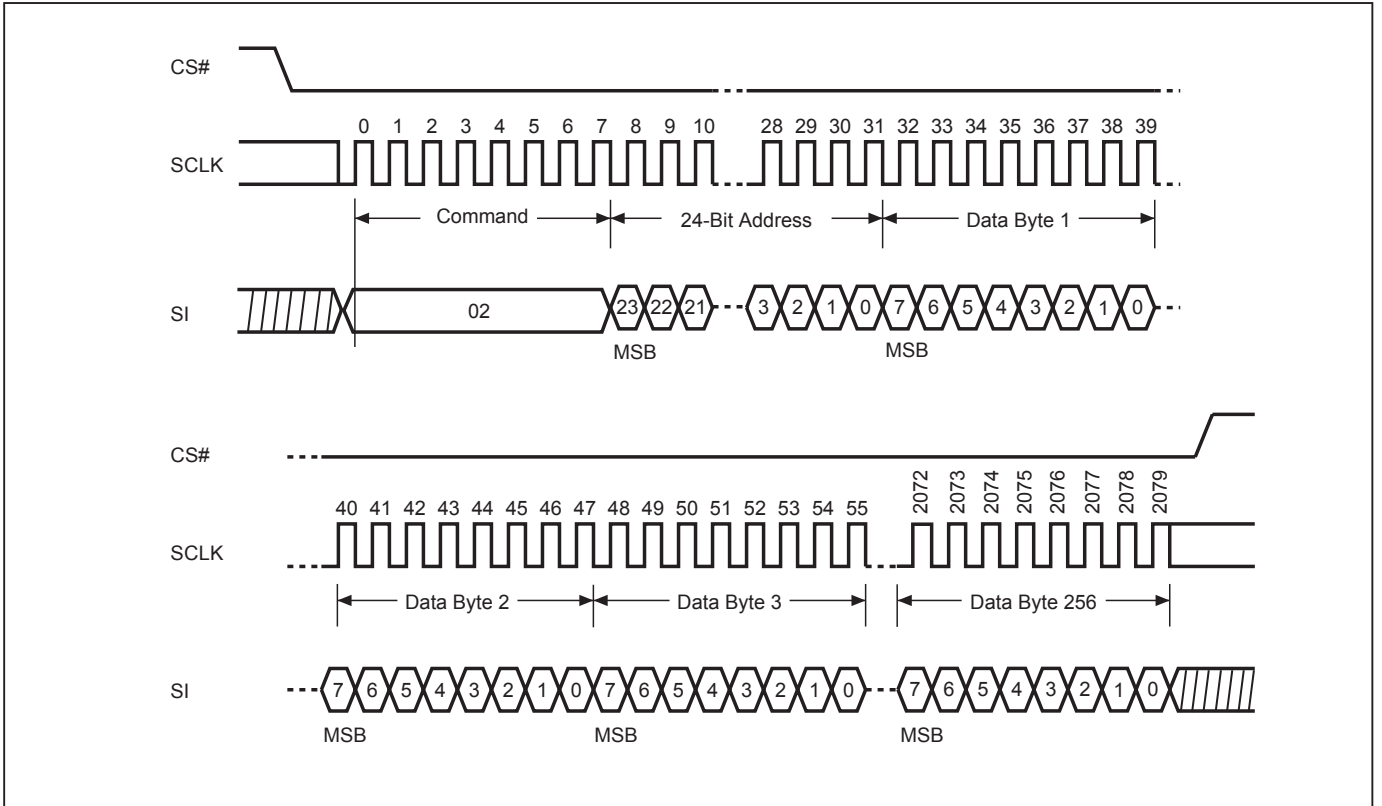 CS#
0 1 2 3 4 5 6 7 8 9 10 28 29 30 31 32 33 34 35 36 37 38 39
SCLK
Command 24-Bit Address Data Byte 1
SI 02 23 22 21 3 2 1 0 7 6 5 4 3 2 1 0
MSB MSB
CS#
40 41 42 43 44 45 46 47 48 49 50 51 52 53 54 55 2072 2073 2074 2075 2076 2077 2078 2079
SCLK
Data Byte 2 Data Byte 3 Data Byte 256
SI 7 6 5 4 3 2 1 0 7 6 5 4 3 2 1 0 7 6 5 4 3 2 1 0
MSB MSB MSB